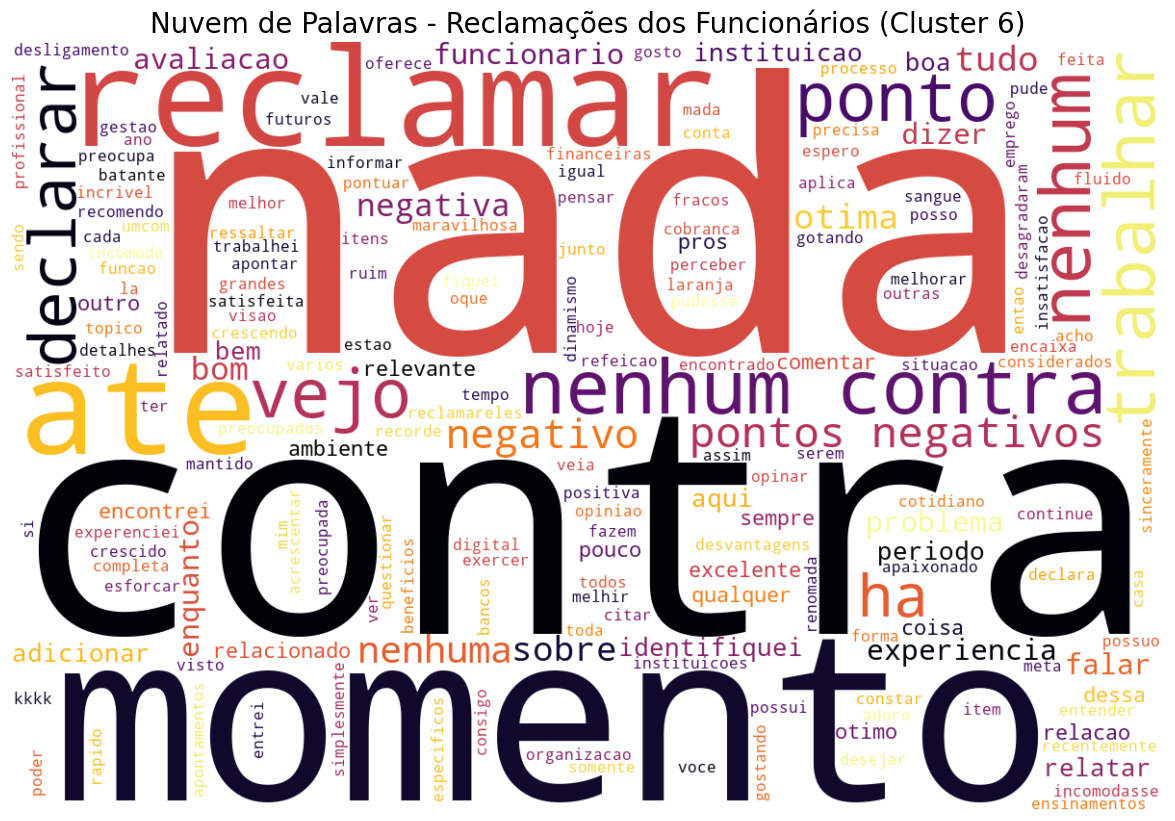 Nuvem de Palavras - Reclamações dos Funcionários (Cluster 6)
desligamento
avaliacao
oferece
funcionario
gosto
instituicao
processo
boa
tudo
feita
profissional
declarar
reclamar
vale
futuros
mada
conta
ponto
precisa
dizer
pude
emprego
nenhum
trabalhar
gestao
ano
preocupa
batante
incrivel
recomendo
cada
umcom
incomode
sendo
funcao
la
outro
topico
detalhes
relatado
satisfeito
nada
informar
pontuar
financeiras
igual
pensar
espero
aplica
fluido
melhor
negativa
maravilhosa
fracos
cobranca
pros
perceber
laranja
pudesse
otima
gotando
sangue
posso
desagradaram
insatisfacao
ressaltar
trabalhei
apontar
grandes
satisfeita
visao
crescendo
itens
ruim
fiquei
oque
junto
dinamismo
hoje
melhorar
outras
entao
acho
encaixa
considerados
bem
bom
varios
estao
relevante
refeicao
encontrado
comentar
situacao
ate
vejo
ter
preocupados
tempo
reclamareles
recorde
nenhum contra
negativo
pontos negativos
mantido
ambiente
assim
serem
sinceramente
contra
si
encontrei
experenciei
crescido
completa
esforcar
enquanto
mim
acrescentar
preocupada
ver
questionar
beneficios
veia
positiva
opiniao
fazem
pouco
opinar
aqui
sempre
desvantagens
excelente
qualquer
digital
exercer
bancos
todos
melhir
citar
toda
renomada
cotidiano
problema
periodo
apaixonado
continue
declara
casa
ha
forma
coisa
possuo
adicionar
visto
relacionado
nenhuma
sobre
identifiquei
instituicoes
experiencia
meta
falar
kkkk
momento
possui
constar
adoro
item
dessa
entender
poder
rapido
apontamentos
entrei
simplesmente
especificos
consigo
organizacao
somente
voce
gostando
otimo
desejar
relacao
recentemente
relatar
incomodasse
ensinamentos